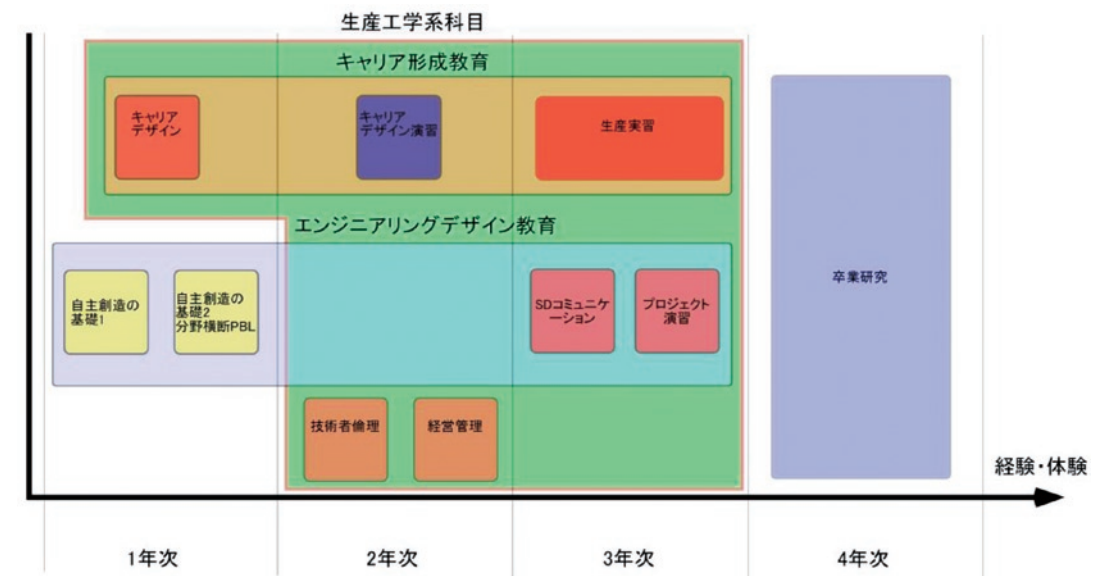 生産工学系科目
キャリア形成教育
キャリア
デザイン
キャリア
デザイン演習
生産実習
エンジニアリングデザイン教育
自主創造の
基礎1
自主創造の
基礎2
分野横断PBL
SDコミュニケ
ーション
プロジェクト
演習
卒業研究
技術者倫理
経営管理
経験・体験
1年次
2年次
3年次
4年次